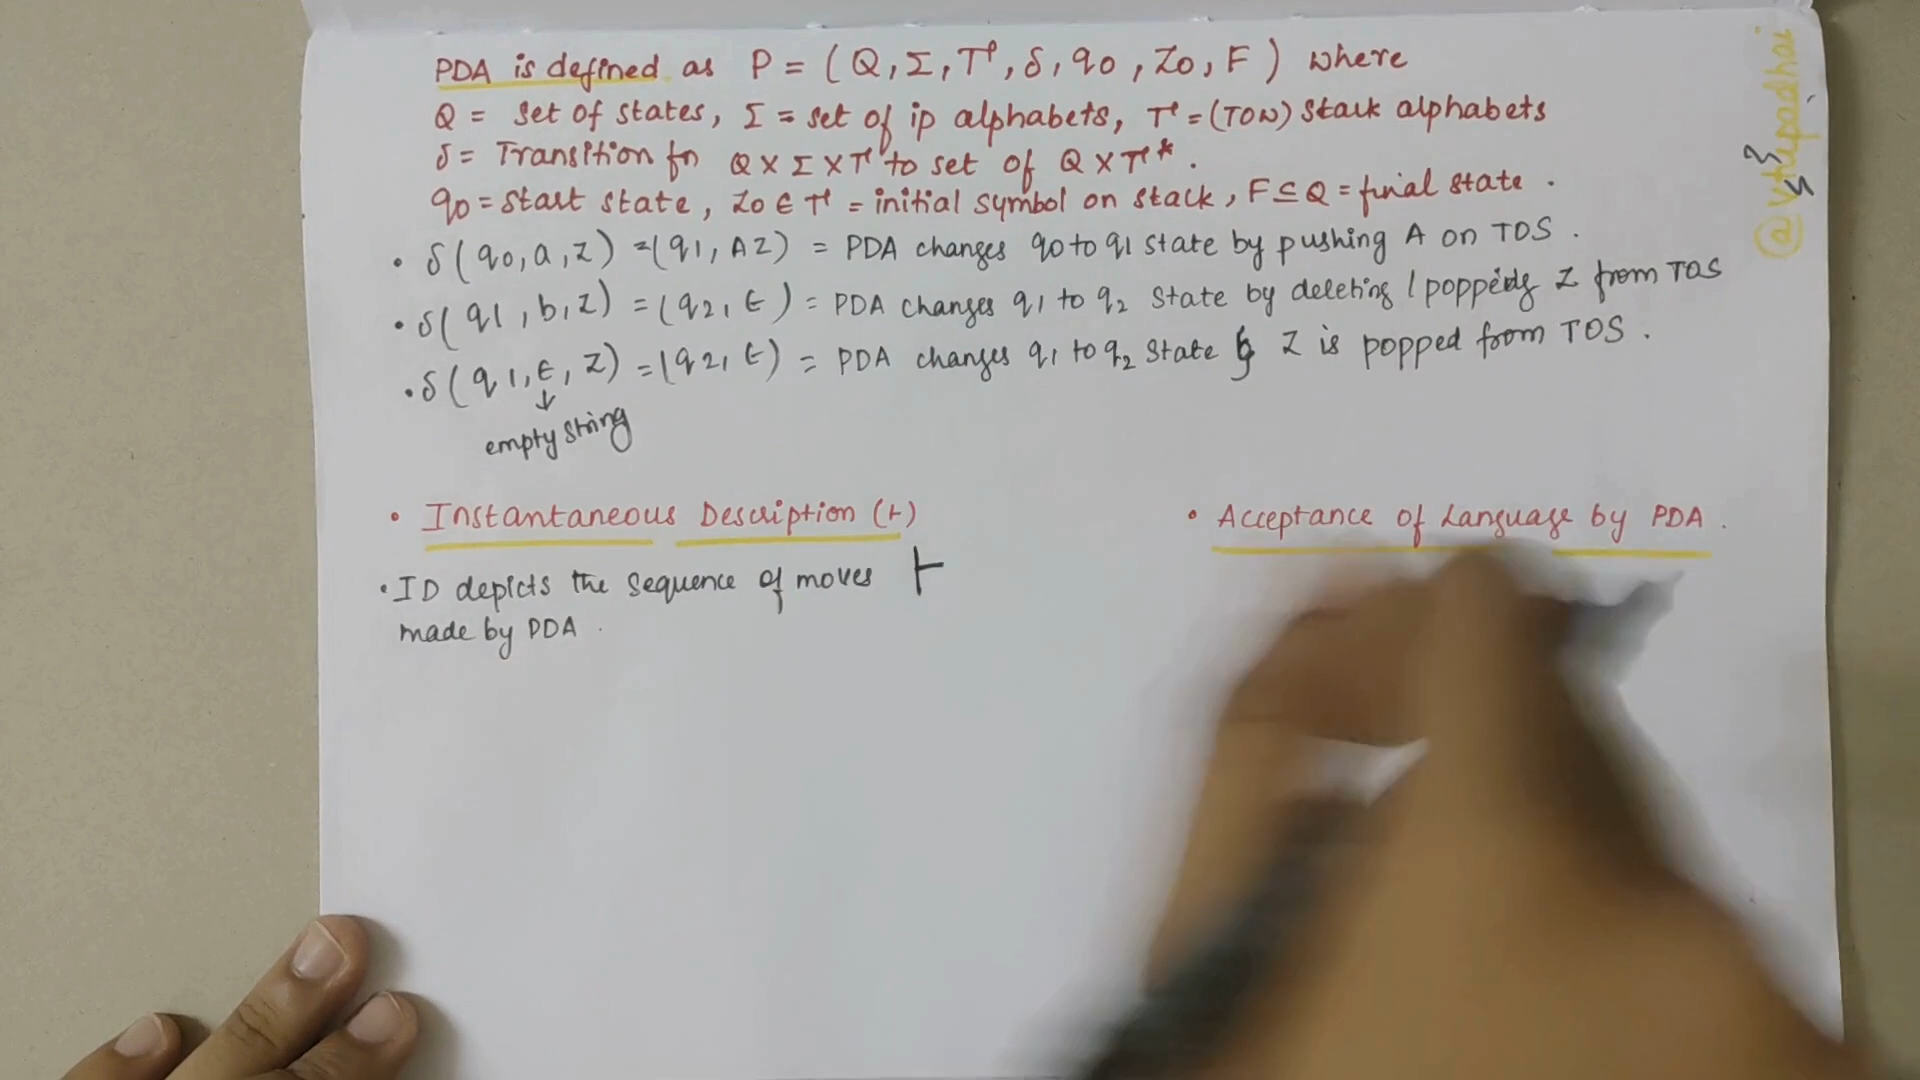 PDA is defined as P = ( Q, Σ, Γ, δ, q0, Z0, F ) where
Q = set of states, Σ = set of ip alphabets, Γ = (TON) Stack alphabets
δ = Transition fn Q X Σ X Γ to set of Q X Γ* .
q0 = start state, Z0 ∈ Γ = initial symbol on stack, F ⊆ Q = final state .
• δ( q0, a, z ) = (q1, AZ) = PDA changes q0 to q1 state by pushing A on TOS .
• δ( q1, b, z ) = (q2, ε) = PDA changes q1 to q2 state by deleting / popping Z from TOS
• δ( q1, ε, z ) = (q2, ε) = PDA changes q1 to q2 state & Z is popped from TOS .
↓
empty string
• Instantaneous Description (⊢)
• ID depicts the sequence of moves ⊢
made by PDA .
• Acceptance of Language by PDA .